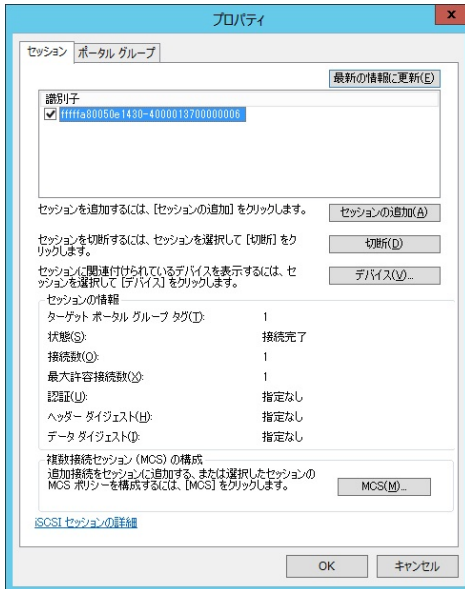 プロパティ
x
セッション ポータル グループ
最新の情報に更新(E)
識別子
fffffa80050e1430-4000013700000006
セッションを追加するには、[セッションの追加] をクリックします。
セッションの追加(A)
セッションを切断するには、セッションを選択して [切断] をク
リックします。
切断(D)
セッションに関連付けられているデバイスを表示するには、セ
ッションを選択して [デバイス] をクリックします。
デバイス(V)...
セッションの情報
ターゲット ポータル グループ タグ(T): 1
状態(S): 接続完了
接続数(O): 1
最大許容接続数(X): 1
認証(U): 指定なし
ヘッダー ダイジェスト(H): 指定なし
データ ダイジェスト(I): 指定なし
複数接続セッション (MCS) の構成
追加接続をセッションに追加する、または選択したセッションの
MCS ポリシーを構成するには、[MCS] をクリックします。
MCS(M)...
iSCSI セッションの詳細
OK キャンセル